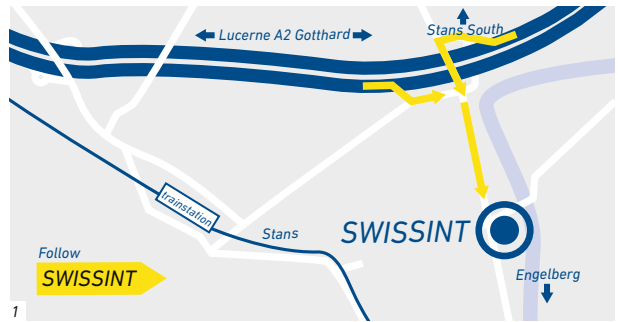 Lucerne A2 Gotthard
Stans South
trainstation
Stans
SWISSINT
Follow
SWISSINT
Engelberg
1